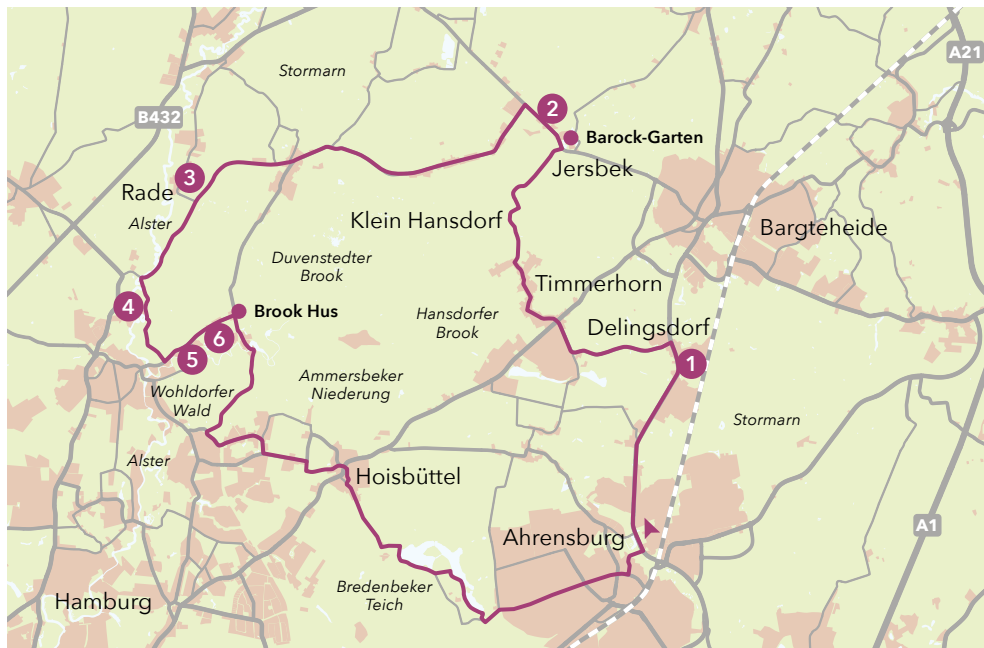 A21
Stormarn
2
B432
Barock-Garten
Jersbek
3
Rade
Alster
Klein Hansdorf
Bargteheide
Duvenstedter
Brook
Timmerhorn
4
Brook Hus
Hansdorfer
Brook
Delingsdorf
6
5
1
Ammersbeker
Niederung
Wohldorfer
Wald
Stormarn
Alster
Hoisbüttel
A1
Ahrensburg
Bredenbeker
Teich
Hamburg